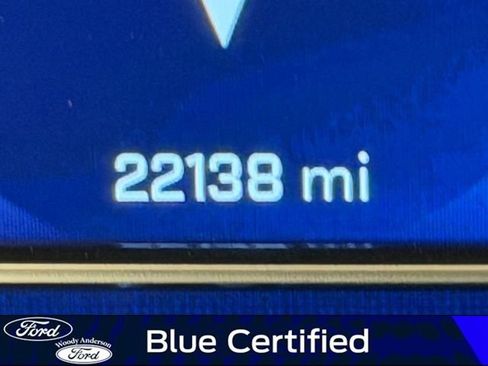 22138 mi
Ford
Woody Anderson
Ford
Blue Certified